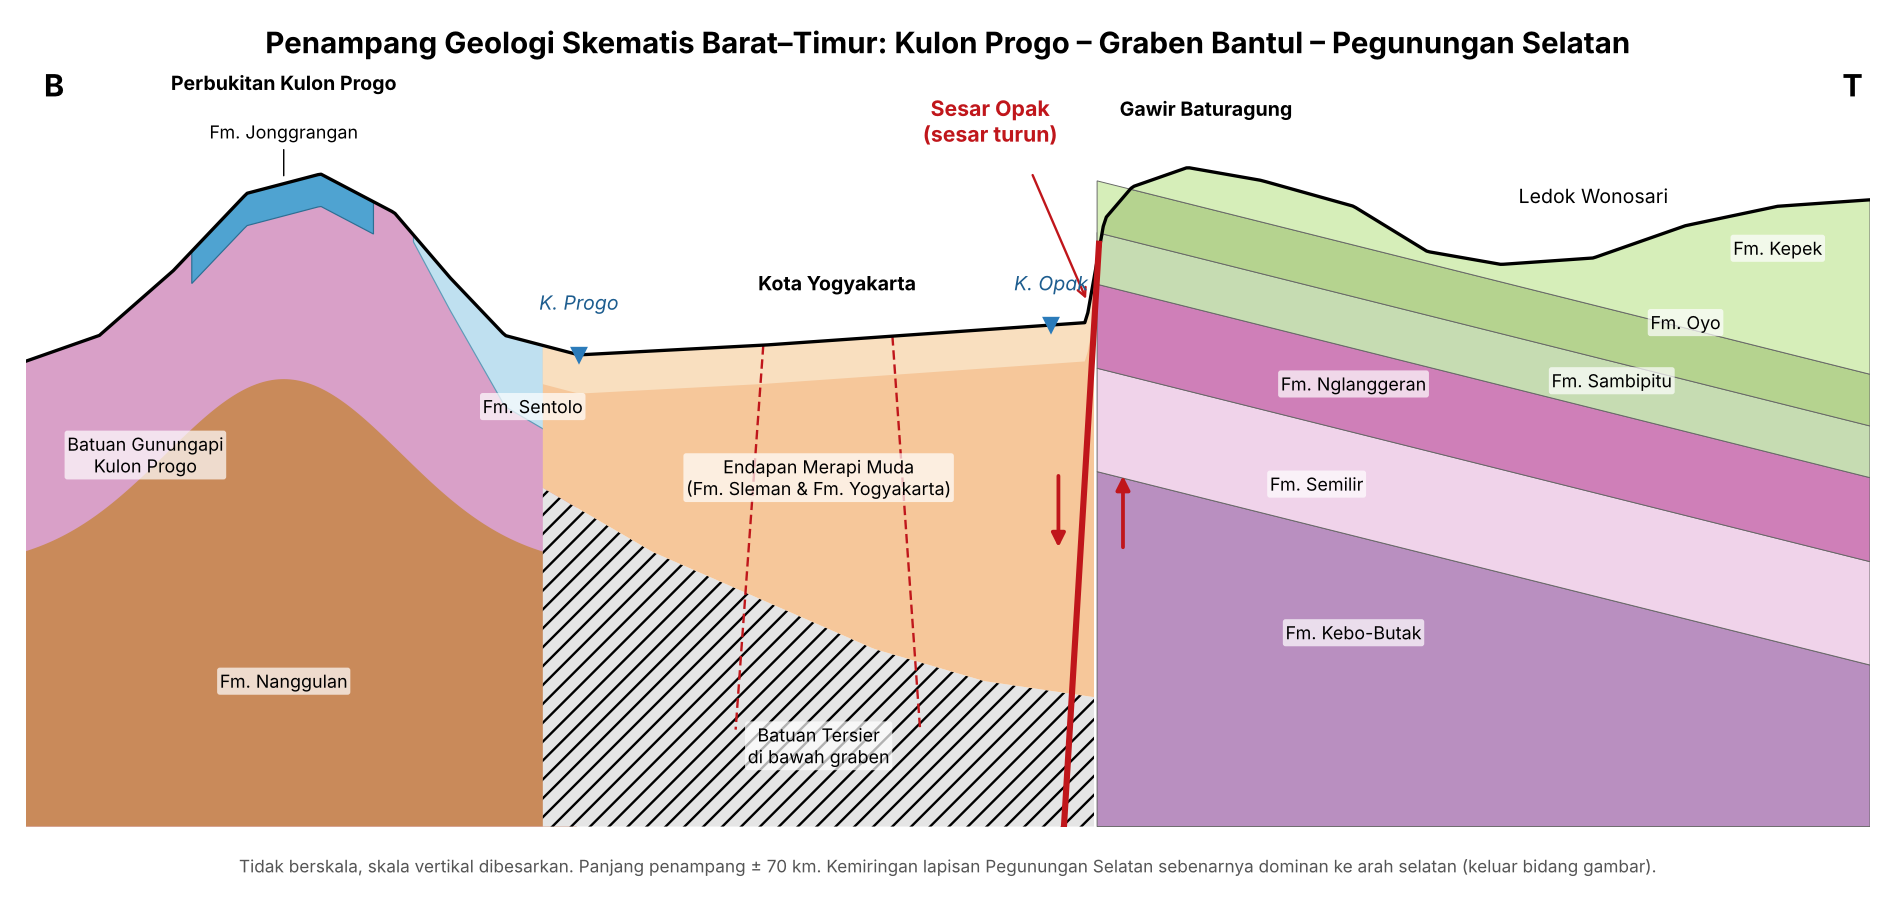 Penampang Geologi Skematis Barat–Timur: Kulon Progo – Graben Bantul – Pegunungan Selatan
B
Perbukitan Kulon Progo
T
Fm. Jonggrangan
Sesar Opak
(sesar turun)
Gawir Baturagung
Ledok Wonosari
Fm. Kepek
K. Progo
Kota Yogyakarta
K. Opak
Fm. Oyo
Fm. Sentolo
Fm. Nglanggeran
Fm. Sambipitu
Batuan Gunungapi
Kulon Progo
Endapan Merapi Muda
(Fm. Sleman & Fm. Yogyakarta)
Fm. Semilir
Fm. Kebo-Butak
Fm. Nanggulan
Batuan Tersier
di bawah graben
Tidak berskala, skala vertikal dibesarkan. Panjang penampang ± 70 km. Kemiringan lapisan Pegunungan Selatan sebenarnya dominan ke arah selatan (keluar bidang gambar).